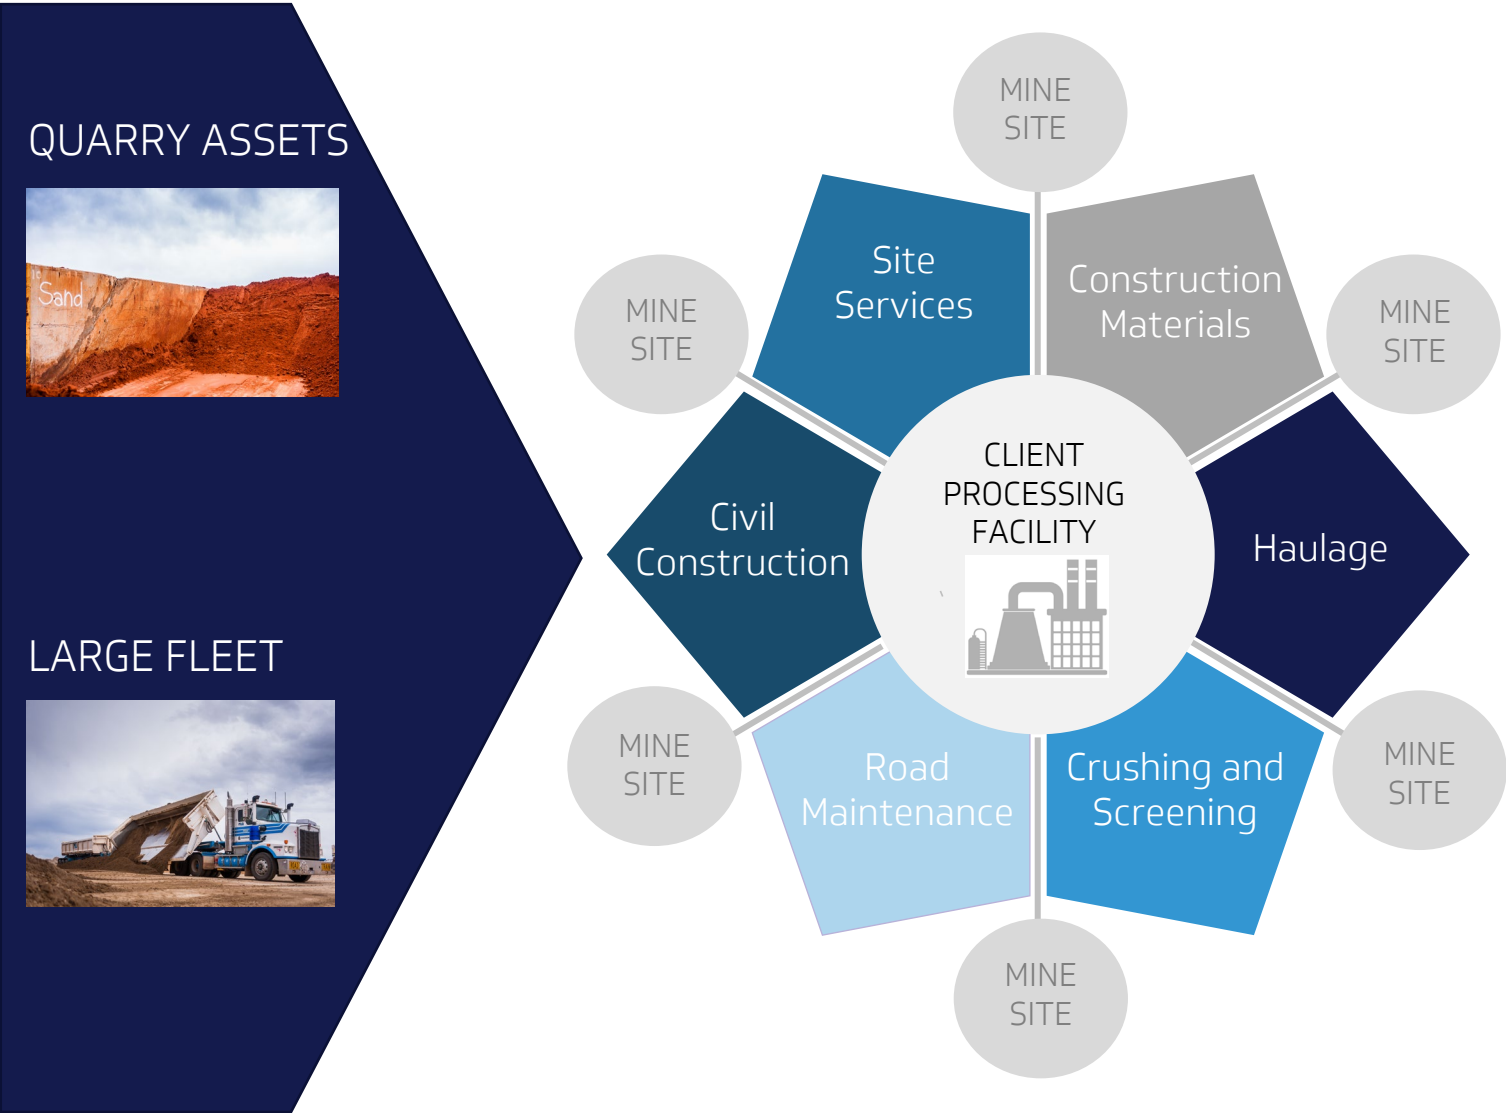 QUARRY ASSETS
Sand
LARGE FLEET
MINE
SITE
Site
Services
Construction
Materials
MINE
SITE
MINE
SITE
CLIENT
PROCESSING
FACILITY
Civil
Construction
Haulage
MINE
SITE
Road
Maintenance
Crushing and
Screening
MINE
SITE
MINE
SITE